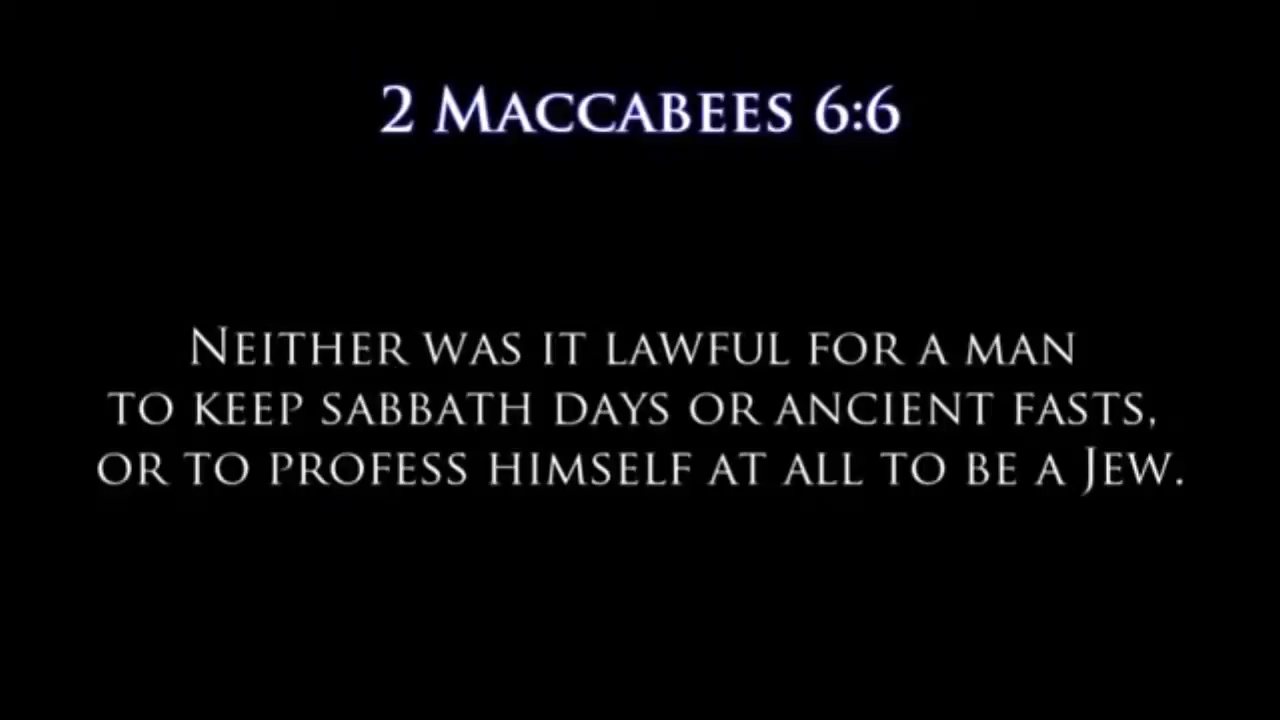 2 Maccabees 6:6
Neither was it lawful for a man
to keep sabbath days or ancient fasts,
or to profess himself at all to be a Jew.